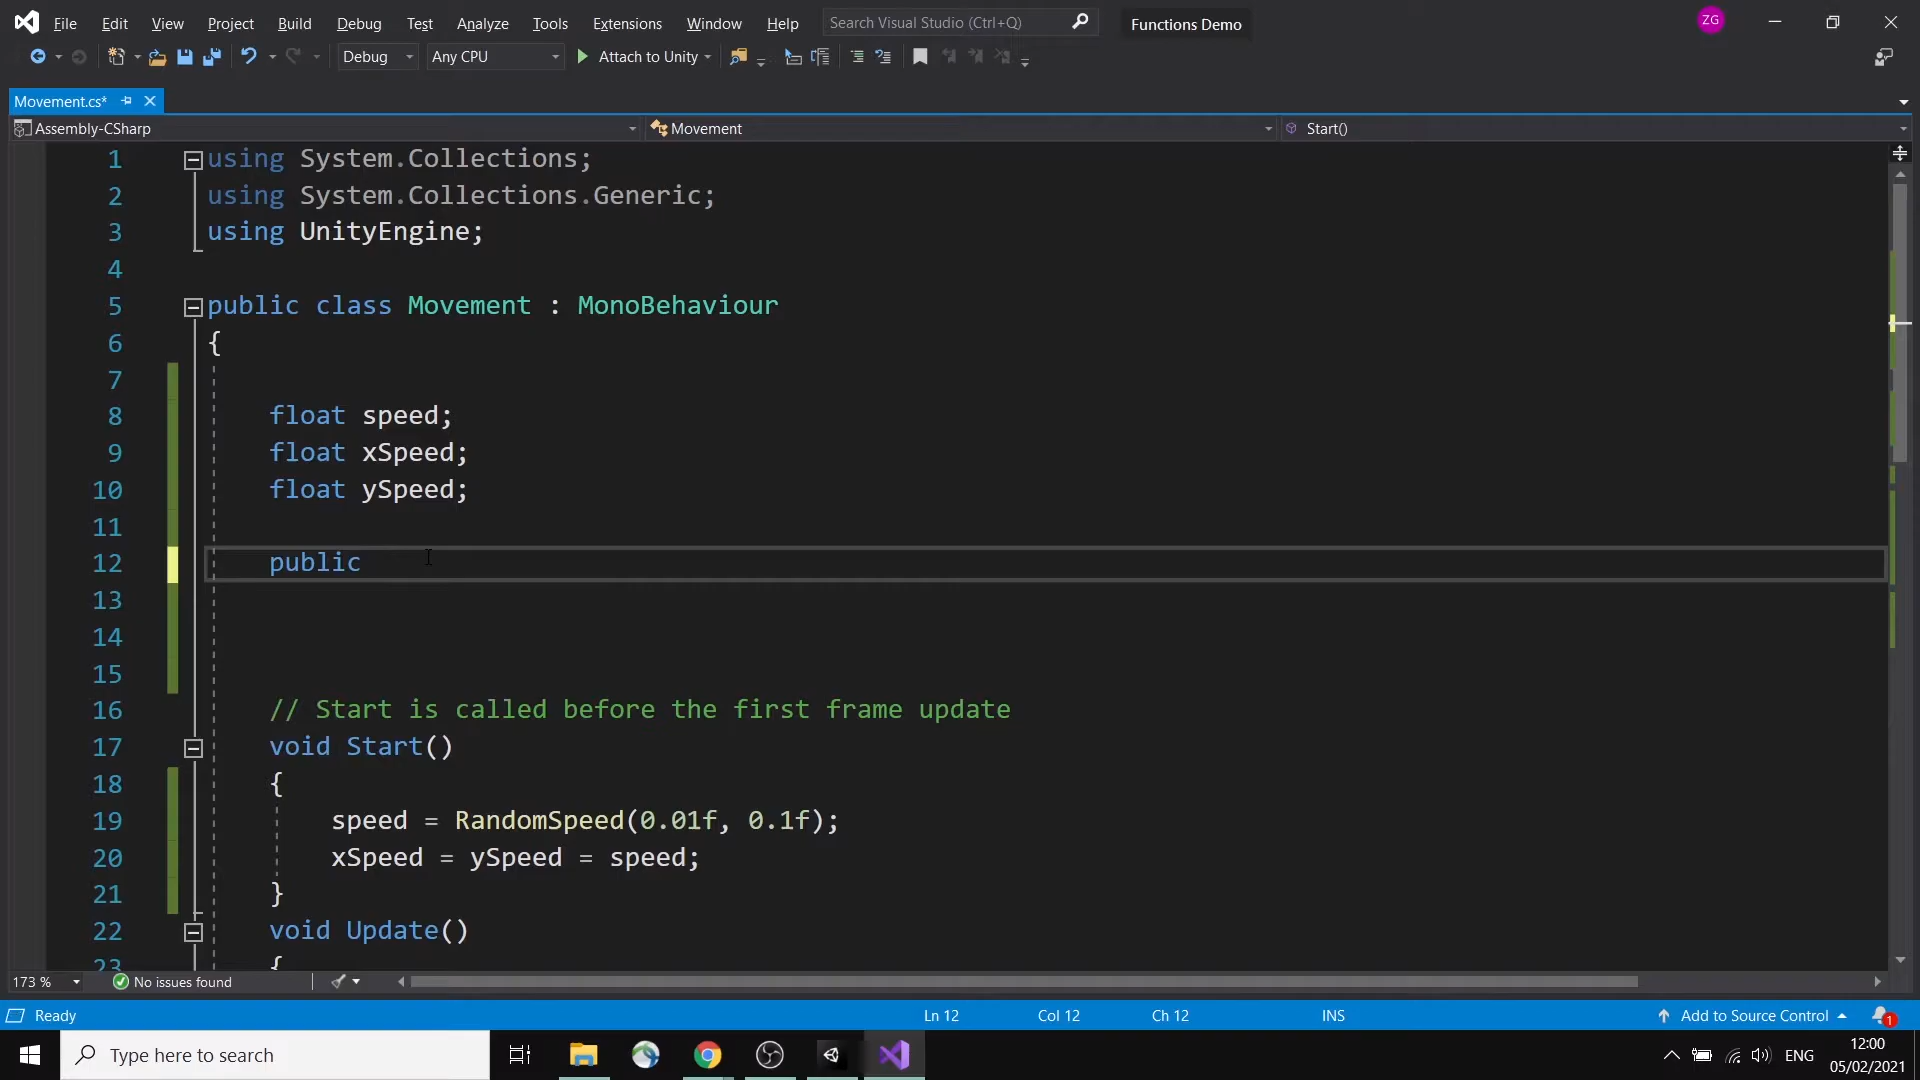 File Edit View Project Build Debug Test Analyze Tools Extensions Window Help Search Visual Studio (Ctrl+Q) Functions Demo ZG
Debug Any CPU Attach to Unity
Movement.cs*
Assembly-CSharp Movement Start()
1 using System.Collections;
2 using System.Collections.Generic;
3 using UnityEngine;
4
5 public class Movement : MonoBehaviour
6 {
7
8 float speed;
9 float xSpeed;
10 float ySpeed;
11
12 public
13
14
15
16 // Start is called before the first frame update
17 void Start()
18 {
19 speed = RandomSpeed(0.01f, 0.1f);
20 xSpeed = ySpeed = speed;
21 }
22 void Update()
23 {
173 % No issues found
Ready Ln 12 Col 12 Ch 12 INS Add to Source Control 1
Type here to search ENG 12:00
05/02/2021